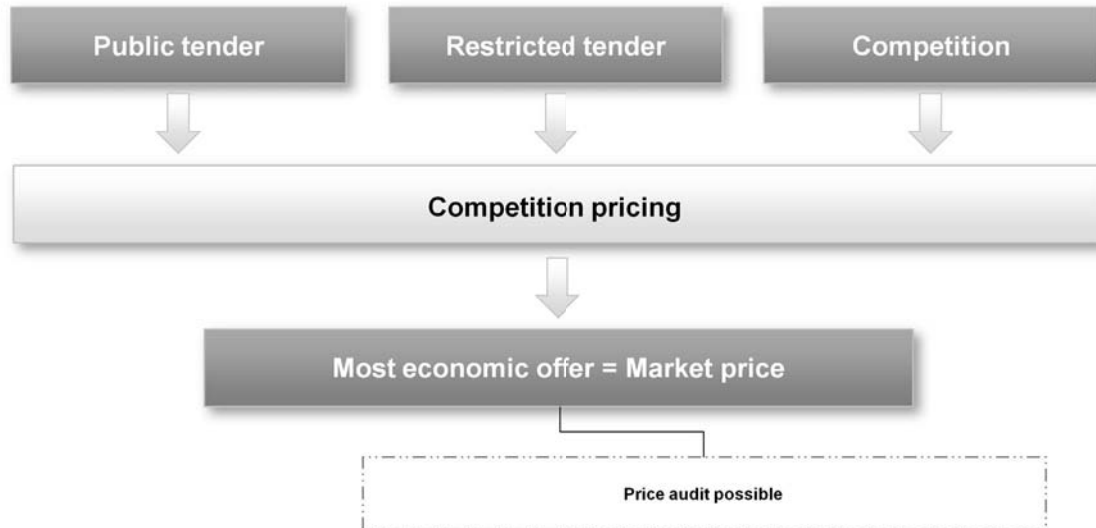 Public tender
Restricted tender
Competition
Competition pricing
Most economic offer = Market price
Price audit possible